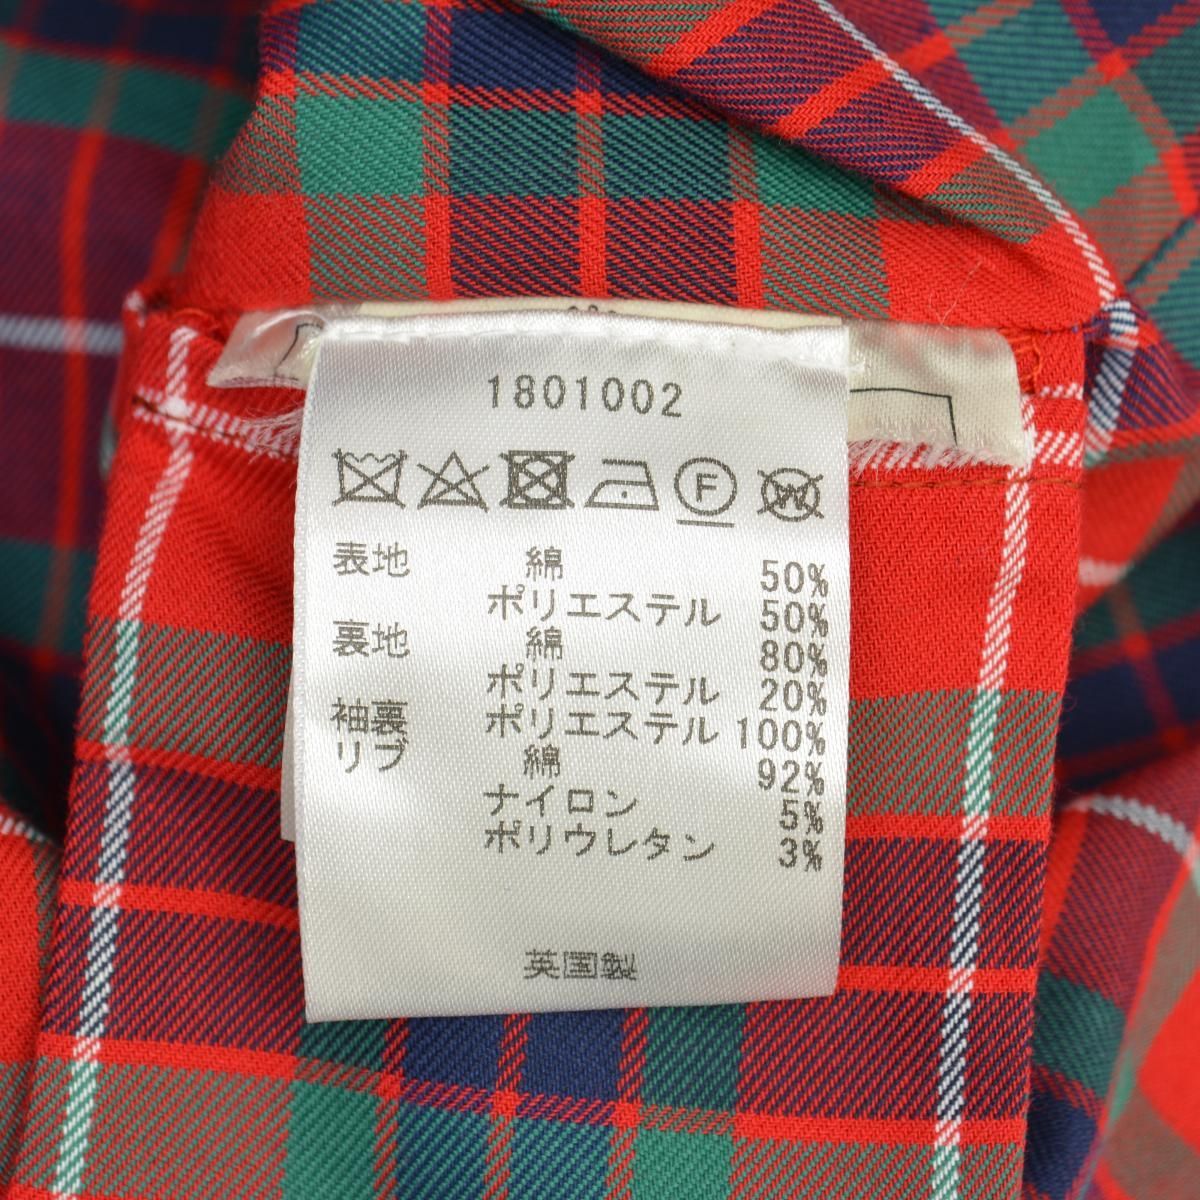 1801002
F W
表地 綿 50%
ポリエステル 50%
裏地 綿 80%
ポリエステル 20%
袖裏 ポリエステル 100%
リブ 綿 92%
ナイロン 5%
ポリウレタン 3%
英国製